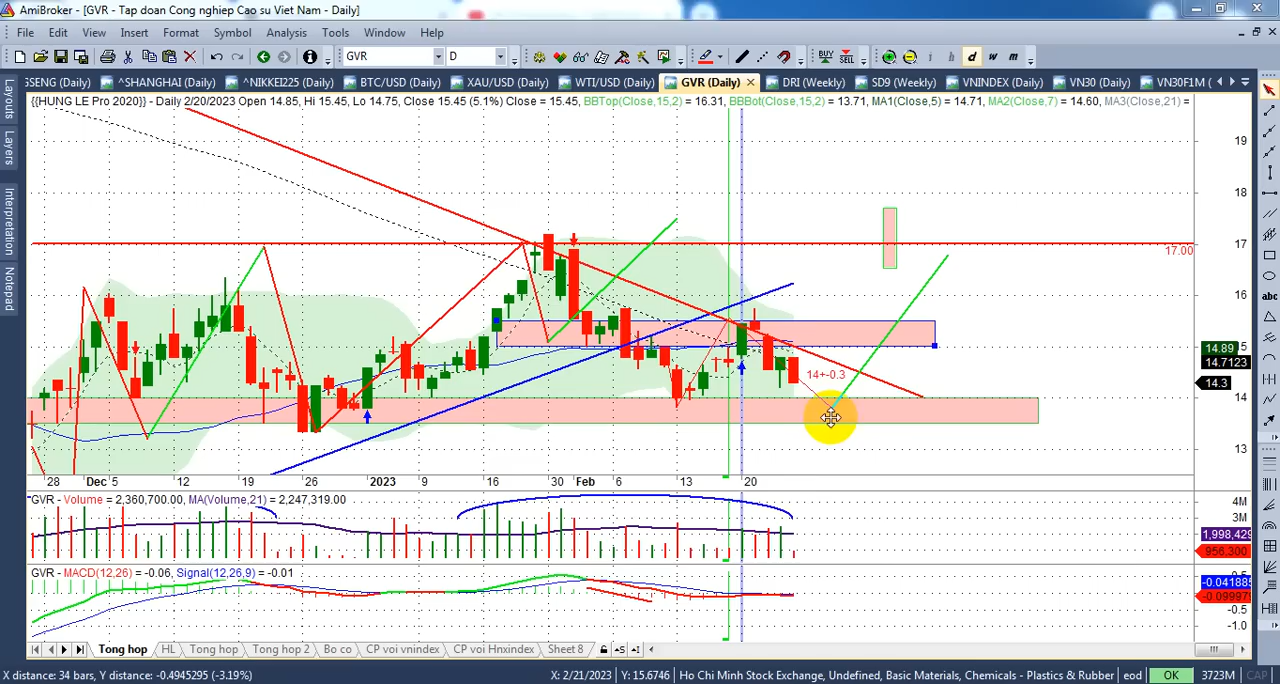 AmiBroker - [GVR - Tap doan Cong nghiep Cao su Viet Nam - Daily]
File Edit View Insert Format Symbol Analysis Tools Window Help
GVR D BUY SELL i h d w m
SSENG (Daily) ^SHANGHAI (Daily) ^NIKKEI225 (Daily) BTC/USD (Daily) XAU/USD (Daily) WTI/USD (Daily) GVR (Daily) DRI (Weekly) SD9 (Weekly) VNINDEX (Daily) VN30 (Daily) VN30F1M (
Layouts
Layers
Interpretation
Notepad
{{HUNG LE Pro 2020}} - Daily 2/20/2023 Open 14.85, Hi 15.45, Lo 14.75, Close 15.45 (5.1%) Close = 15.45, BBTop(Close,15,2) = 16.31, BBBot(Close,15,2) = 13.71, MA1(Close,5) = 14.71, MA2(Close,7) = 14.60, MA3(Close,21) =
19
18
17
17.00
16
14.89
14.7123
14.3
14+-0.3
14
13
28 Dec 5 12 19 26 2023 9 16 30 Feb 6 13 20
GVR - Volume = 2,360,700.00, MA(Volume,21) = 2,247,319.00
4M
3M
1,998,429
956,300
GVR - MACD(12,26) = -0.06, Signal(12,26,9) = -0.01
-0.041885
-0.09997
-0.5
-1.0
Tong hop HL Tong hop Tong hop 2 Bo co CP voi vnindex CP voi Hnxindex Sheet 8
X distance: 34 bars, Y distance: -0.4945295 (-3.19%) X: 2/21/2023 Y: 15.6746 Ho Chi Minh Stock Exchange, Undefined, Basic Materials, Chemicals - Plastics & Rubber eod OK 3723M CAP
abc